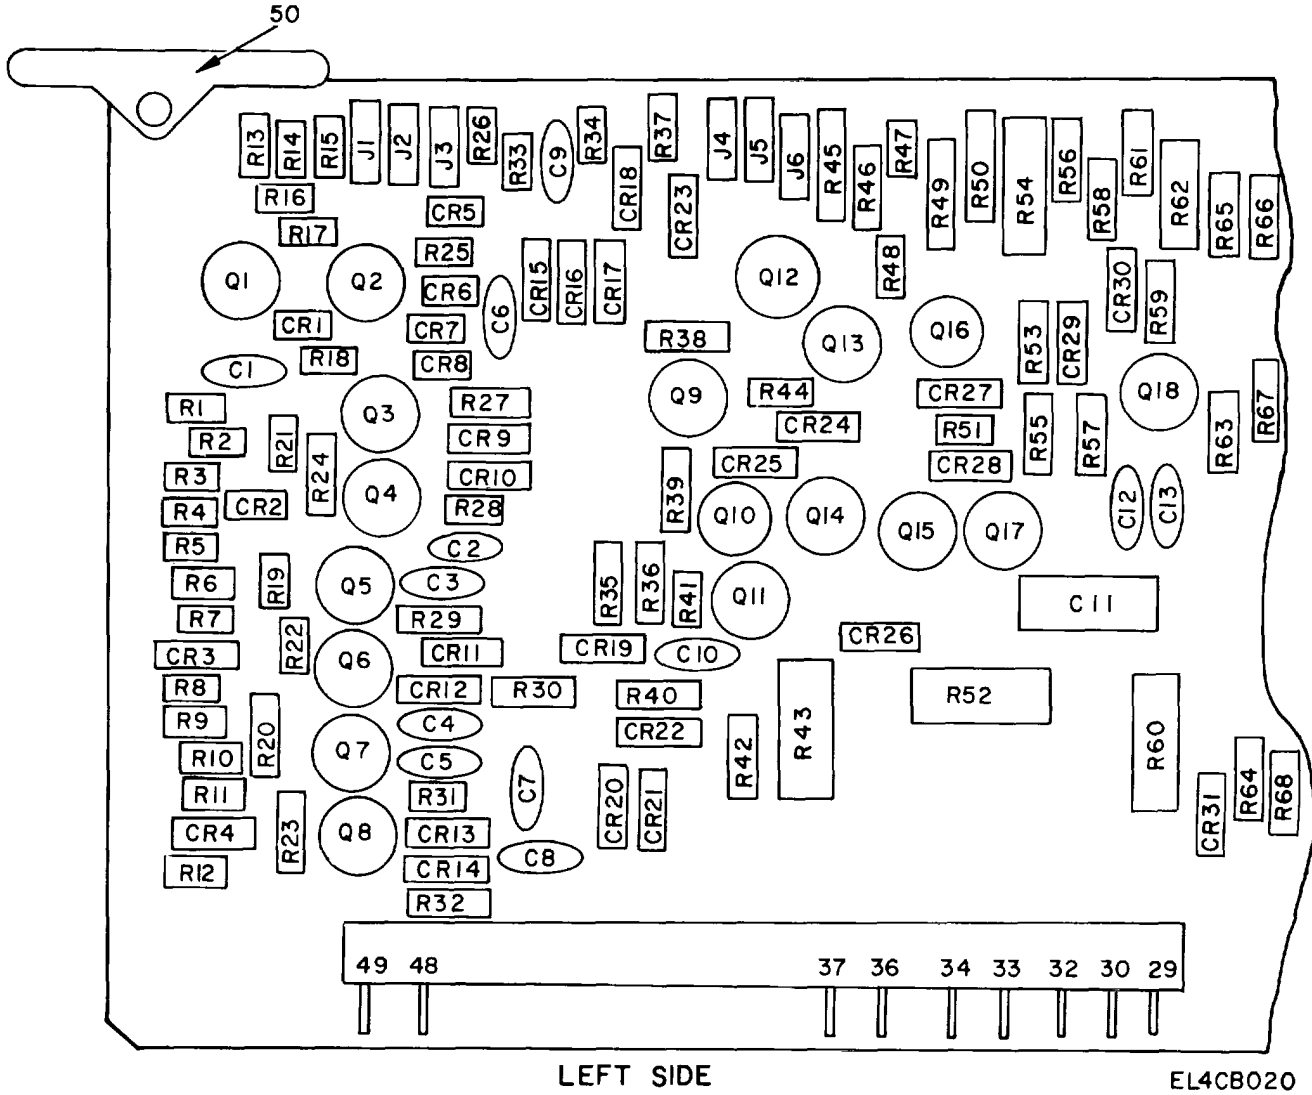 50
R13 R14 R15 J1 J2 J3 R26 R33 C9 R34 R37 J4 J5 J6 R45 R46 R47 R49 R50 R54 R56 R58 R61 R62 R65 R66
R16 CR5 CR18 CR23
R17 R25 R48
Q1 Q2 CR6 C6 CR15 CR16 CR17 Q12 CR30 R59
CR1 CR7 R38 Q13 Q16 R53 CR29
C1 R18 CR8
R1 Q3 R27 Q9 R44 CR27 Q18 R67
R2 R21 CR9 CR24 R51 R55 R57 R63
R3 R24 CR10 CR25 CR28
R4 CR2 Q4 R28 R39 Q10 Q14 Q15 Q17 C12 C13
R5 C2
R6 R19 Q5 C3 R35 R36 R41 Q11 C11
R7 R22 R29 CR26
CR3 Q6 CR11 CR19 C10
R8 CR12 R30 R40 R52
R9 R20 C4 CR22 R42 R43 R60
R10 Q7 C5 C7
R11 R31 CR20 CR21 CR31 R64 R68
CR4 R23 Q8 CR13 C8
R12 CR14
R32
49 48 37 36 34 33 32 30 29
LEFT SIDE
EL4CB020